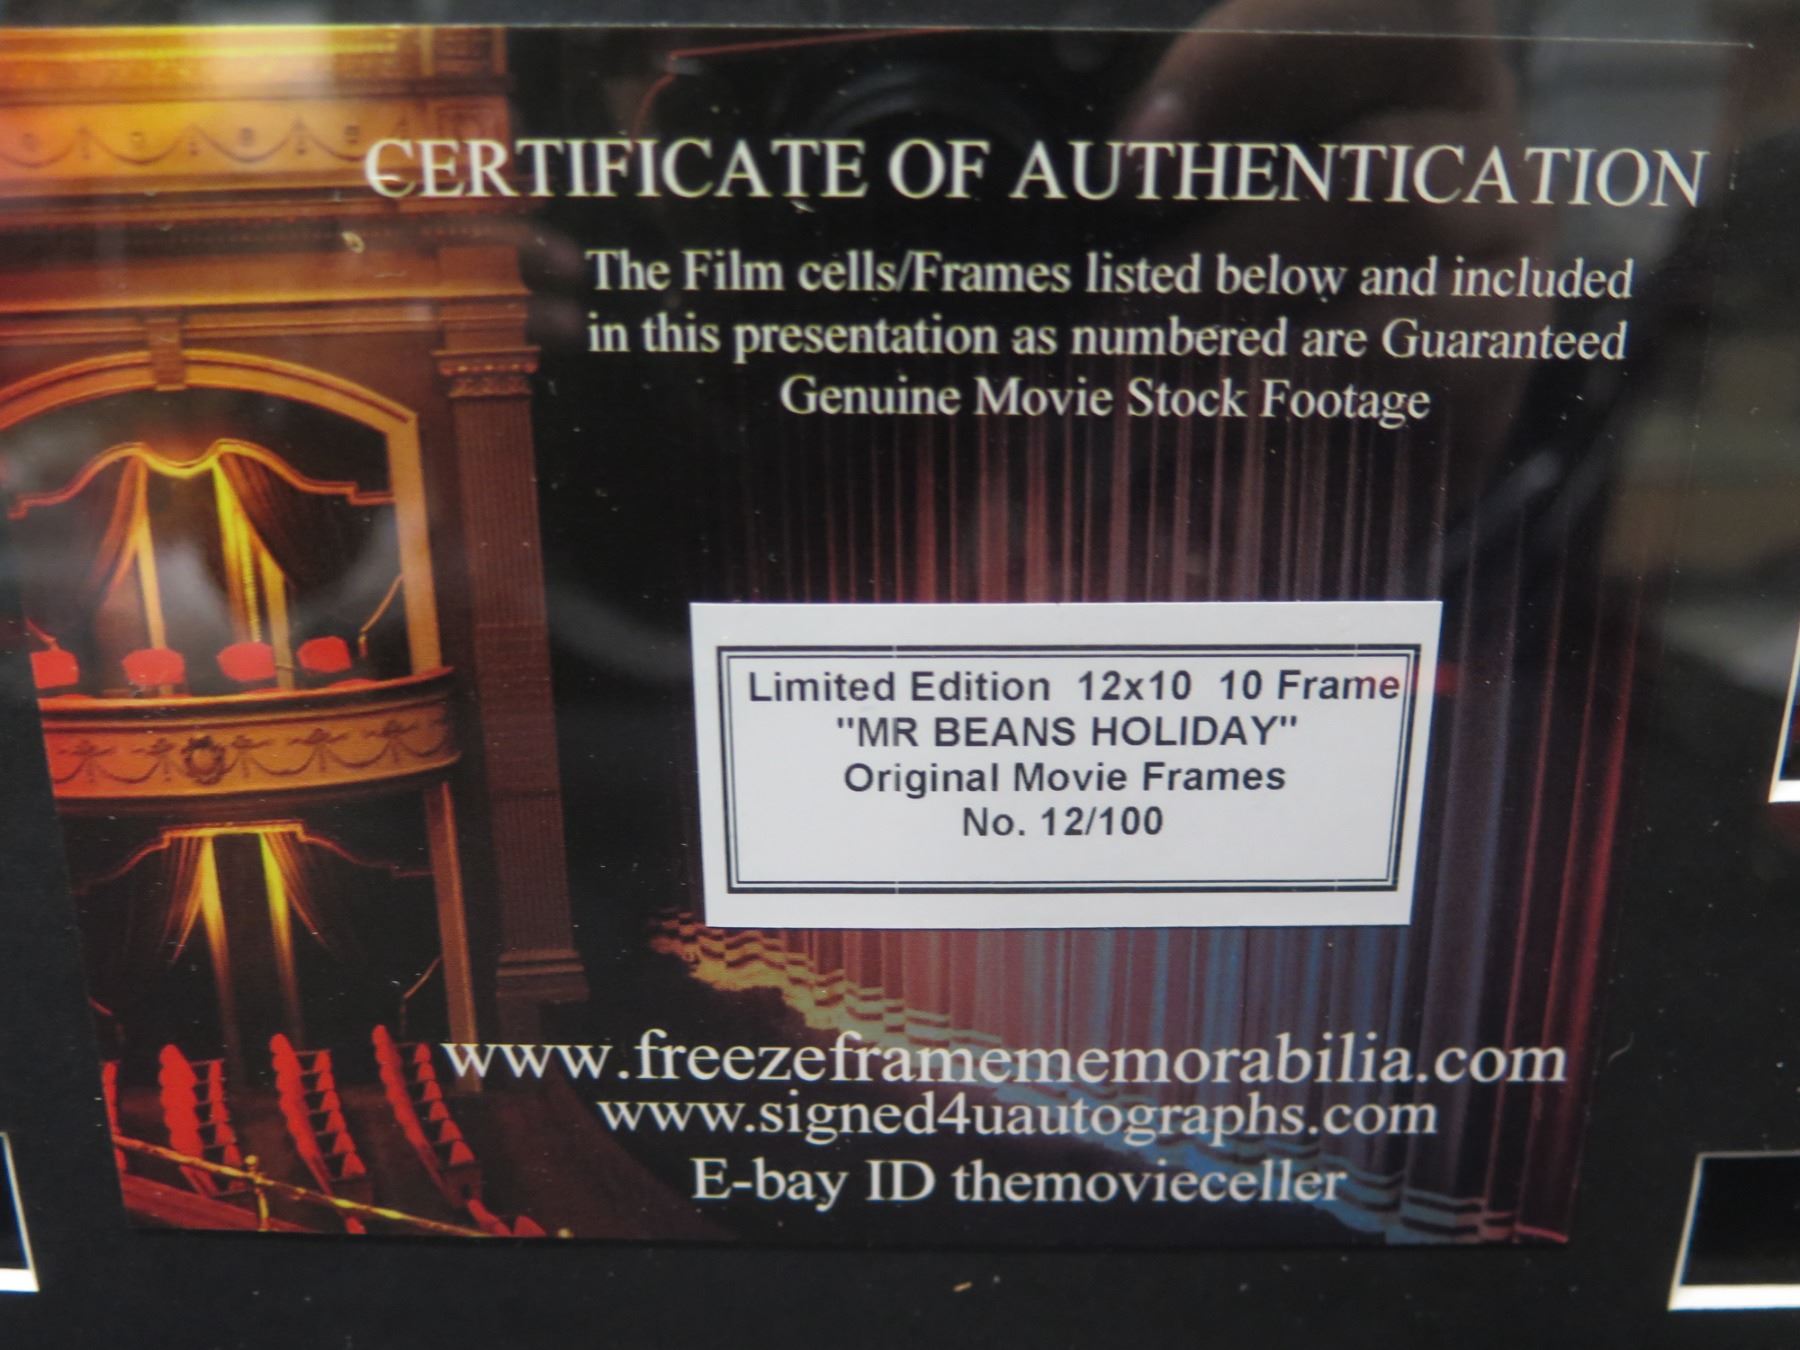 CERTIFICATE OF AUTHENTICATION
The Film cells/Frames listed below and included
in this presentation as numbered are Guaranteed
Genuine Movie Stock Footage
Limited Edition 12x10 10 Frame
"MR BEANS HOLIDAY"
Original Movie Frames
No. 12/100
www.freezeframememorabilia.com
www.signed4uautographs.com
E-bay ID themovieceller